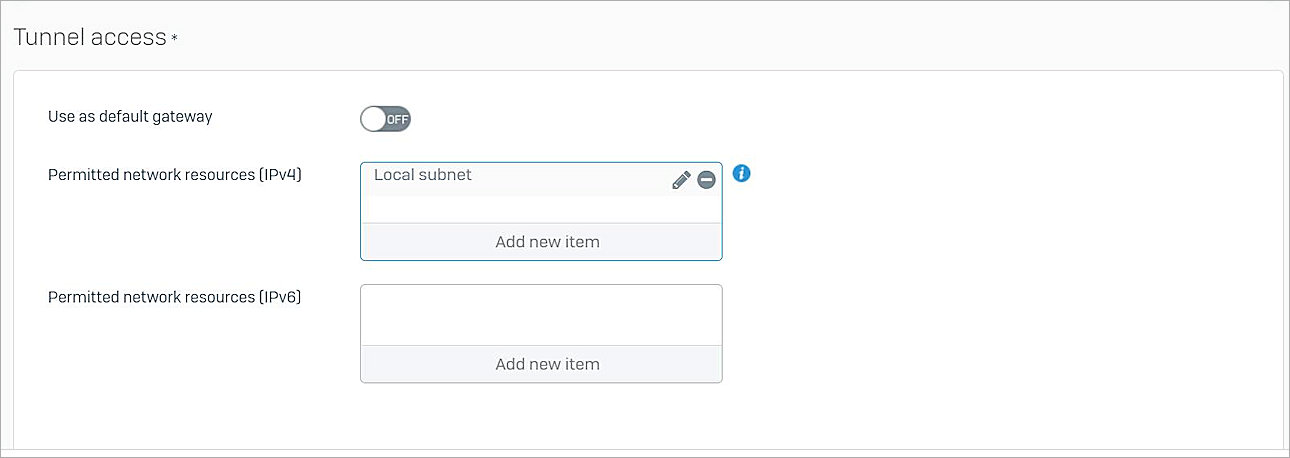 Tunnel access *
Use as default gateway
OFF
Permitted network resources (IPv4)
Local subnet
i
Add new item
Permitted network resources (IPv6)
Add new item